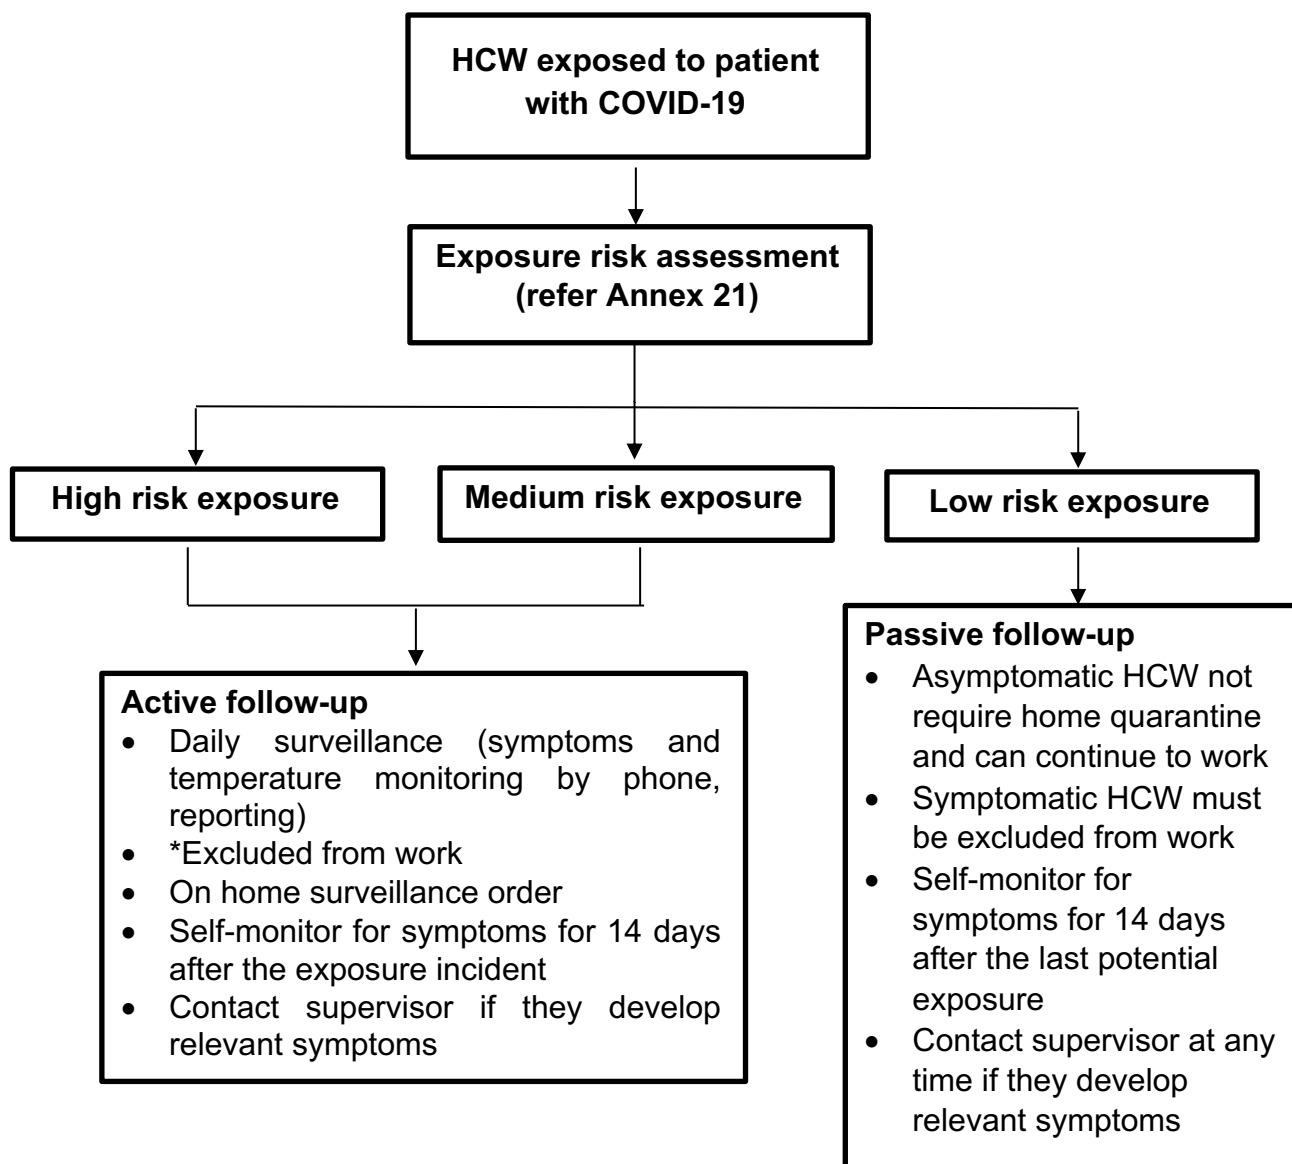 HCW exposed to patient
with COVID-19
Exposure risk assessment
(refer Annex 21)
High risk exposure
Medium risk exposure
Low risk exposure
Active follow-up
• Daily surveillance (symptoms and
temperature monitoring by phone,
reporting)
• *Excluded from work
• On home surveillance order
• Self-monitor for symptoms for 14 days
after the exposure incident
• Contact supervisor if they develop
relevant symptoms
Passive follow-up
• Asymptomatic HCW not
require home quarantine
and can continue to work
• Symptomatic HCW must
be excluded from work
• Self-monitor for
symptoms for 14 days
after the last potential
exposure
• Contact supervisor at any
time if they develop
relevant symptoms